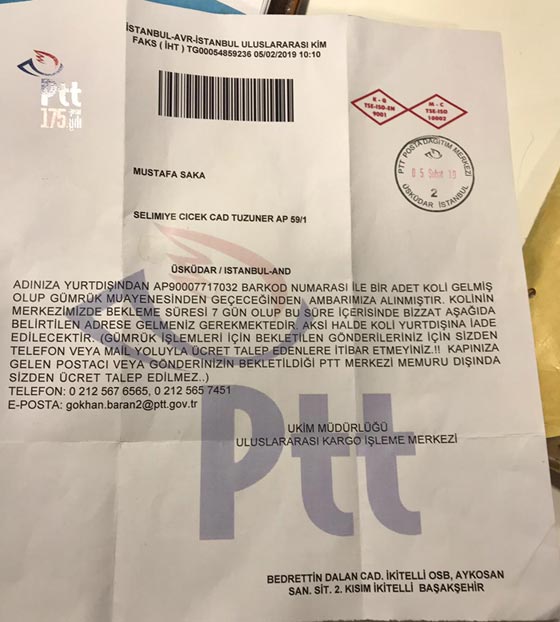 İSTANBUL-AVR-İSTANBUL ULUSLARARASI KİM
FAKS ( İHT ) TG00054859236 05/02/2019 10:10
Ptt
175.yılı
K - Q
TSE-ISO-EN
9001
M - C
TSE-ISO
10002
PTT POSTA DAĞITIM MERKEZİ
05 Şubat 19
2
ÜSKÜDAR İSTANBUL
MUSTAFA SAKA
SELIMIYE CICEK CAD TUZUNER AP 59/1
ÜSKÜDAR / ISTANBUL-AND
ADINIZA YURTDIŞINDAN AP90007717032 BARKOD NUMARASI İLE BİR ADET KOLİ GELMİŞ
OLUP GÜMRÜK MUAYENESİNDEN GEÇECEĞİNDEN AMBARIMIZA ALINMIŞTIR. KOLİNİN
MERKEZİMİZDE BEKLEME SÜRESİ 7 GÜN OLUP BU SÜRE İÇERİSİNDE BİZZAT AŞAĞIDA
BELİRTİLEN ADRESE GELMENİZ GEREKMEKTEDİR. AKSİ HALDE KOLİ YURTDIŞINA İADE
EDİLECEKTİR. (GÜMRÜK İŞLEMLERİ İÇİN BEKLETİLEN GÖNDERİLERİNİZ İÇİN SİZDEN
TELEFON VEYA MAİL YOLUYLA ÜCRET TALEP EDENLERE İTİBAR ETMEYİNİZ.!! KAPINIZA
GELEN POSTACI VEYA GÖNDERİNİZİN BEKLETİLDİĞİ PTT MERKEZİ MEMURU DIŞINDA
SİZDEN ÜCRET TALEP EDİLMEZ..)
TELEFON: 0 212 567 6565, 0 212 565 7451
E-POSTA: gokhan.baran2@ptt.gov.tr
UKİM MÜDÜRLÜĞÜ
ULUSLARARASI KARGO İŞLEME MERKEZİ
Ptt
BEDRETTIN DALAN CAD. IKITELLI OSB, AYKOSAN
SAN. SIT. 2. KISIM IKITELLI BAŞAKŞEHİR